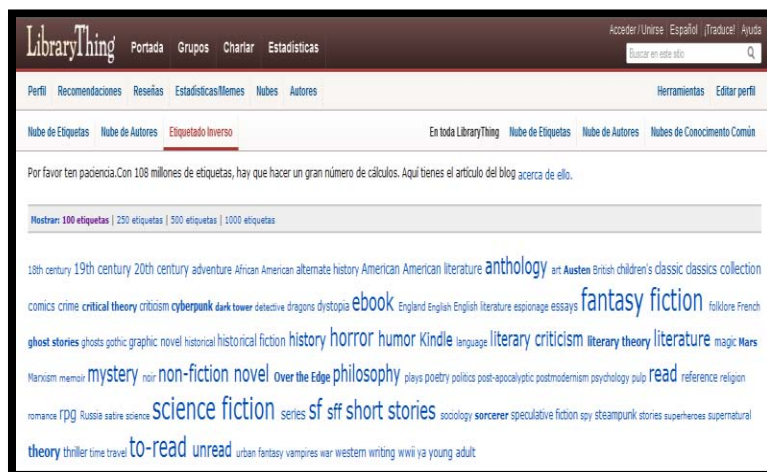 LibraryThing Portada Grupos Charlar Estadísticas
Acceder/Unirse Español ¡Traduce! Ayuda
Buscar en este sitio
Perfil Recomendaciones Reseñas Estadísticas/Memes Nubes Autores Herramientas Editar perfil
Nube de Etiquetas Nube de Autores Etiquetado Inverso En toda LibraryThing Nube de Etiquetas Nube de Autores Nubes de Conocimiento Común
Por favor ten paciencia.Con 108 millones de etiquetas, hay que hacer un gran número de cálculos. Aquí tienes el artículo del blog acerca de ello.
Mostrar: 100 etiquetas | 250 etiquetas | 500 etiquetas | 1000 etiquetas
18th century 19th century 20th century adventure African American alternate history American American literature anthology art Austen British children's classic classics collection
comics crime critical theory criticism cyberpunk dark tower detective dragons dystopia ebook England English English literature espionage essays fantasy fiction folklore French
ghost stories ghosts gothic graphic novel historical historical fiction history horror humor Kindle language literary criticism literary theory literature magic Mars
Marxism memoir mystery noir non-fiction novel Over the Edge philosophy plays poetry politics post-apocalyptic postmodernism psychology pulp read reference religion
romance rpg Russia satire science science fiction series sf sff short stories sociology sorcerer speculative fiction spy steampunk stories superheroes supernatural
theory thriller time travel to-read unread urban fantasy vampires war western writing wwii ya young adult